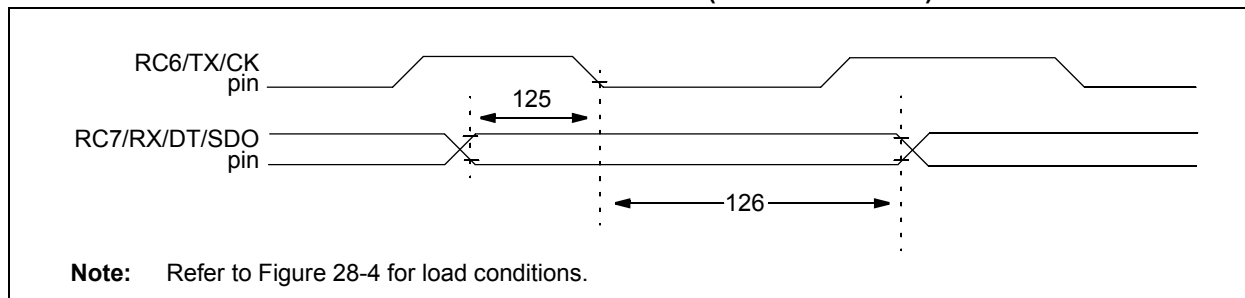 RC6/TX/CK
pin
125
RC7/RX/DT/SDO
pin
126
Note: Refer to Figure 28-4 for load conditions.